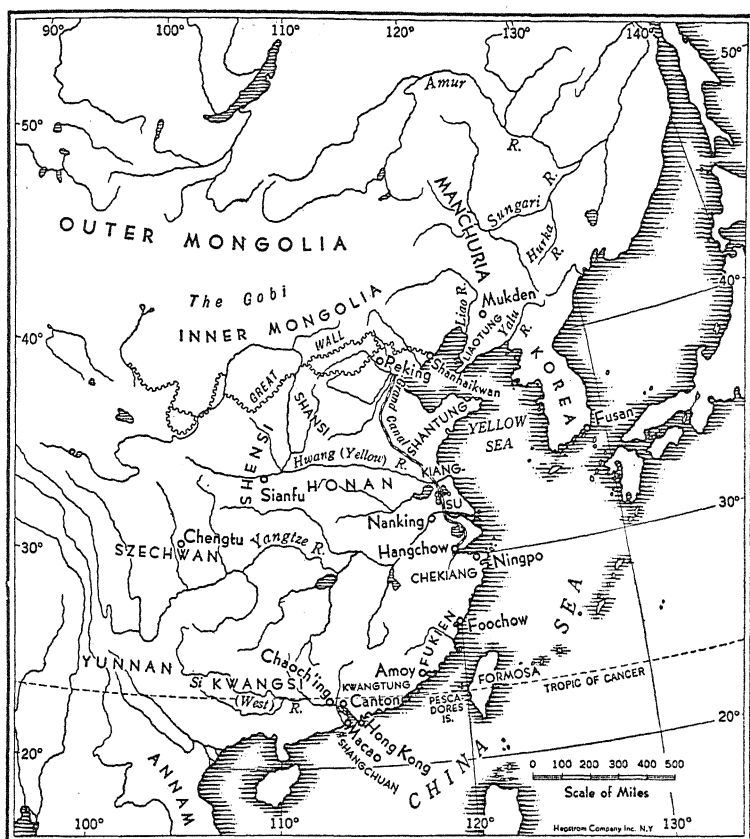 90° 100° 110° 120° 130° 140°
50°
50°
Amur
R.
R.
Sungari
MANCHURIA
Hurka
R.
OUTER MONGOLIA
The Gobi
INNER MONGOLIA
40°
40°
Liao R.
Mukden
LIAOTUNG
Yalu
R.
GREAT
WALL
Peking
Shanhaikwan
KOREA
Fusan
SHANSI
Grand Canal
SHANTUNG
YELLOW
SEA
SHENSI
Hwang (Yellow) R.
KIANG-
SU
Sianfu
HONAN
30°
30°
Nanking
Chengtu
SZECHWAN
Yangtze R.
Hangchow
Ningpo
CHEKIANG
SEA
Foochow
FUKIEN
YUNNAN
Chaoch'ing
Amoy
FORMOSA
TROPIC OF CANCER
Si
KWANGSI
(West) R.
KWANGTUNG
Canton
PESCA-
DORES
IS.
20°
20°
Hong Kong
Macao
SHANGCHUAN
CHINA
ANNAM
0 100 200 300 400 500
Scale of Miles
100° 110° 120° 130°
Hagstrom Company Inc. N.Y